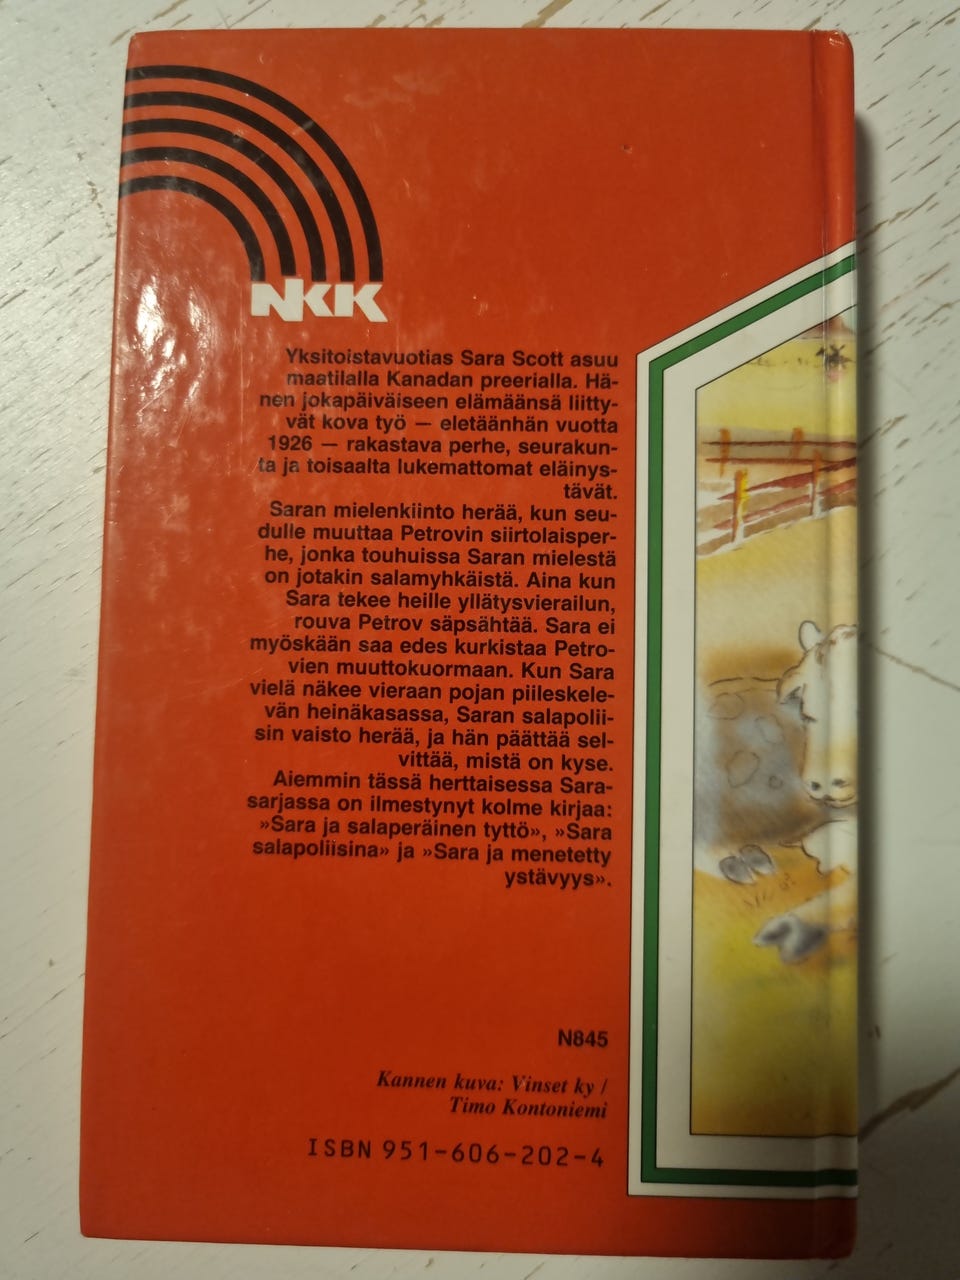 NKK
Yksitoistavuotias Sara Scott asuu
maatilalla Kanadan preerialla. Hä-
nen jokapäiväiseen elämäänsä liitty-
vät kova työ — eletäänhän vuotta
1926 — rakastava perhe, seurakun-
ta ja toisaalta lukemattomat eläinys-
tävät.
Saran mielenkiinto herää, kun seu-
dulle muuttaa Petrovin siirtolaisper-
he, jonka touhuissa Saran mielestä
on jotakin salamyhkäistä. Aina kun
Sara tekee heille yllätysvierailun,
rouva Petrov säpsähtää. Sara ei
myöskään saa edes kurkistaa Petro-
vien muuttokuormaan. Kun Sara
vielä näkee vieraan pojan piileskele-
vän heinäkasassa, Saran salapolii-
sin vaisto herää, ja hän päättää sel-
vittää, mistä on kyse.
Aiemmin tässä herttaisessa Sara-
sarjassa on ilmestynyt kolme kirjaa:
»Sara ja salaperäinen tyttö», »Sara
salapoliisina» ja »Sara ja menetetty
ystävyys».
N845
Kannen kuva: Vinset ky /
Timo Kontoniemi
ISBN 951-606-202-4